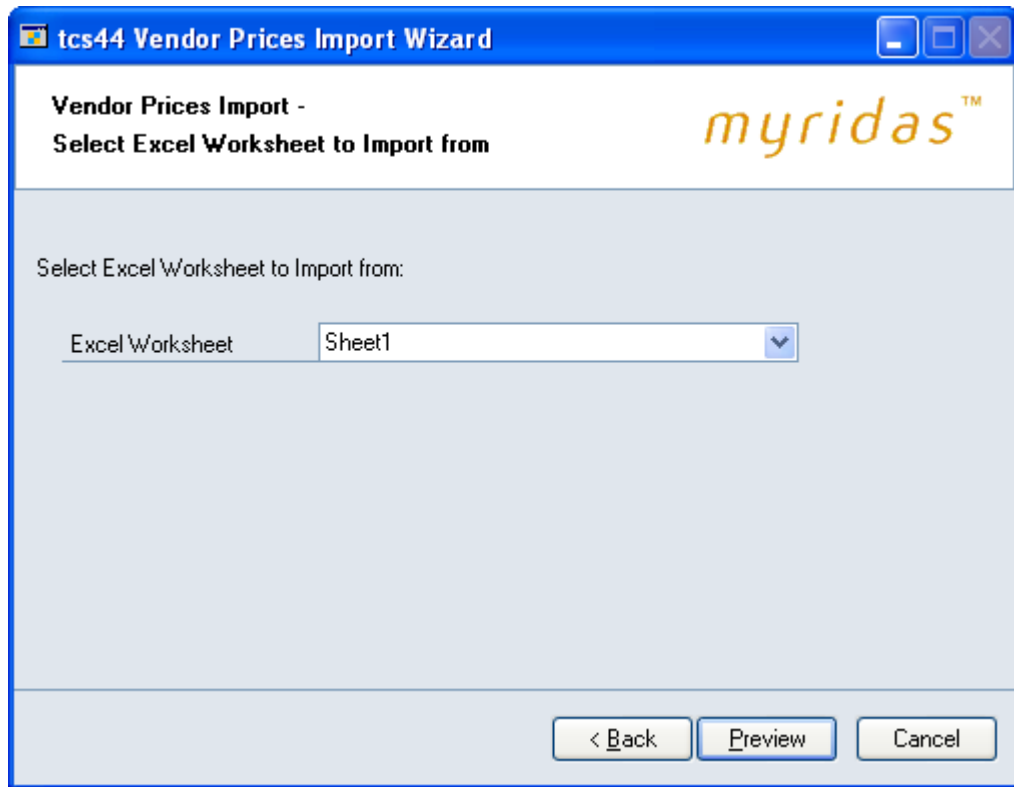 tcs44 Vendor Prices Import Wizard
Vendor Prices Import -
Select Excel Worksheet to Import from
myridas™
Select Excel Worksheet to Import from:
Excel Worksheet Sheet1
< Back Preview Cancel